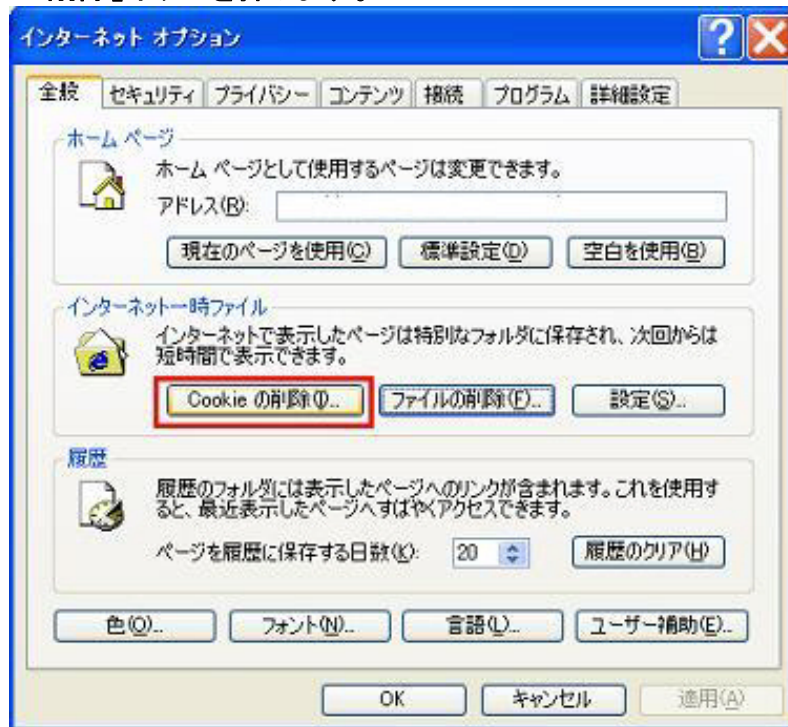 インターネット オプション
全般 セキュリティ プライバシー コンテンツ 接続 プログラム 詳細設定
ホーム ページ
ホーム ページとして使用するページは変更できます。
アドレス(R):
現在のページを使用(C) 標準設定(D) 空白を使用(B)
インターネット一時ファイル
インターネットで表示したページは特別なフォルダに保存され、次回からは
短時間で表示できます。
Cookie の削除(I)... ファイルの削除(F)... 設定(S)...
履歴
履歴のフォルダには表示したページへのリンクが含まれます。これを使用す
ると、最近表示したページへすばやくアクセスできます。
ページを履歴に保存する日数(K): 20 履歴のクリア(H)
色(O)... フォント(N)... 言語(L)... ユーザー補助(E)...
OK キャンセル 適用(A)